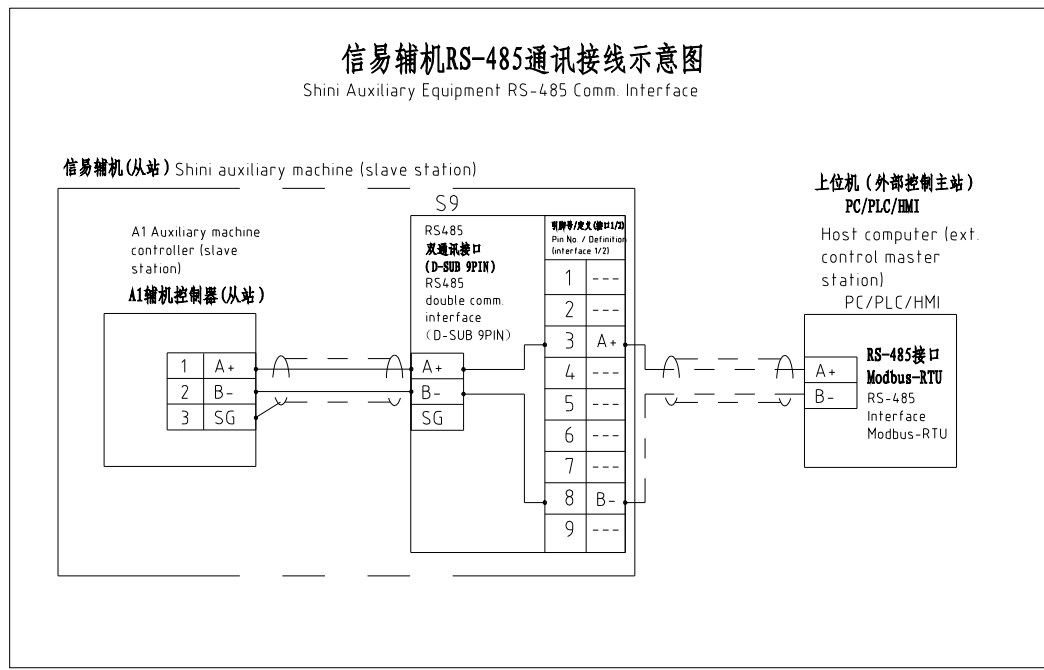 信易辅机RS-485通讯接线示意图
Shini Auxiliary Equipment RS-485 Comm. Interface
信易辅机(从站) Shini auxiliary machine (slave station)
A1 Auxiliary machine
controller (slave
station)
A1辅机控制器(从站)
1 A+
2 B-
3 SG
S9
RS485
双通讯接口
(D-SUB 9PIN)
RS485
double comm.
interface
(D-SUB 9PIN)
A+
B-
SG
引脚号/定义(接口1/2)
Pin No. / Definition
(interface 1/2)
1 ---
2 ---
3 A+
4 ---
5 ---
6 ---
7 ---
8 B-
9 ---
上位机(外部控制主站)
PC/PLC/HMI
Host computer (ext.
control master
station)
PC/PLC/HMI
A+
B-
RS-485接口
Modbus-RTU
RS-485
Interface
Modbus-RTU